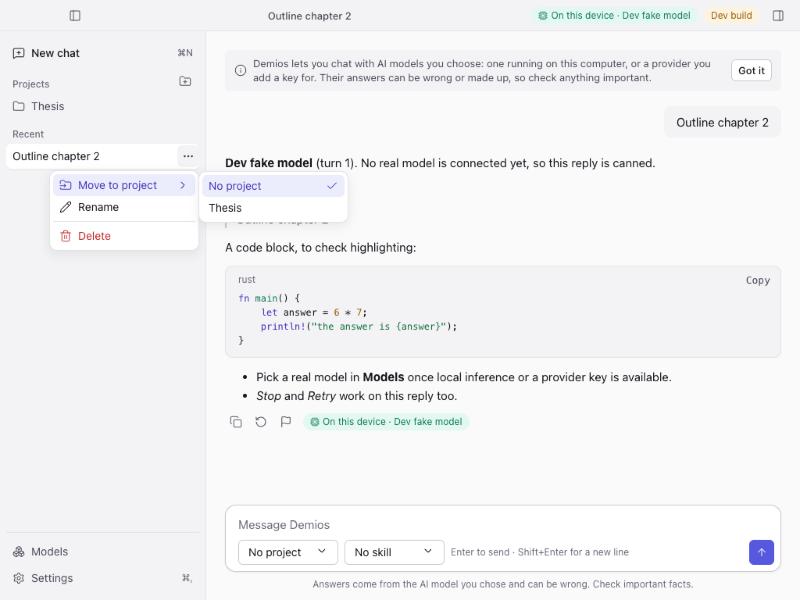 Outline chapter 2
On this device · Dev fake model
Dev build
New chat
⌘N
Projects
Thesis
Recent
Outline chapter 2
Move to project
Rename
Delete
No project
Thesis
Demios lets you chat with AI models you choose: one running on this computer, or a provider you
add a key for. Their answers can be wrong or made up, so check anything important.
Got it
Outline chapter 2
Dev fake model (turn 1). No real model is connected yet, so this reply is canned.
A code block, to check highlighting:
rust
Copy
fn main() {
    let answer = 6 * 7;
    println!("the answer is {answer}");
}
• Pick a real model in Models once local inference or a provider key is available.
• Stop and Retry work on this reply too.
On this device · Dev fake model
Message Demios
No project
No skill
Enter to send · Shift+Enter for a new line
Answers come from the AI model you chose and can be wrong. Check important facts.
Models
Settings
⌘,